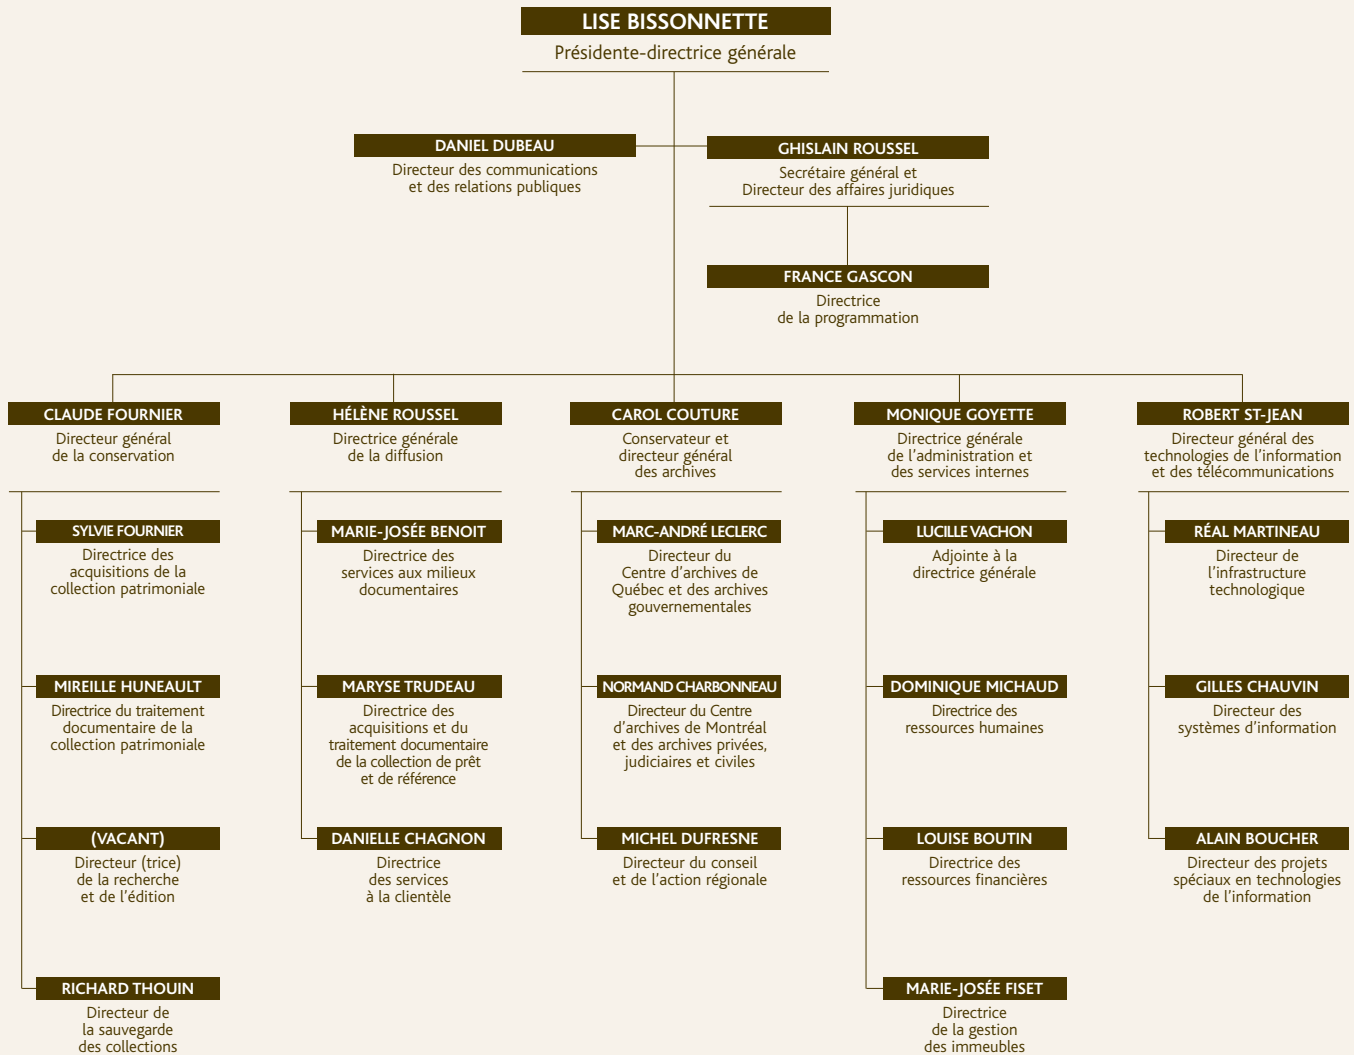 LISE BISSONNETTE
Présidente-directrice générale
DANIEL DUBEAU
Directeur des communications
et des relations publiques
GHISLAIN ROUSSEL
Secrétaire général et
Directeur des affaires juridiques
FRANCE GASCON
Directrice
de la programmation
CLAUDE FOURNIER
Directeur général
de la conservation
SYLVIE FOURNIER
Directrice des
acquisitions de la
collection patrimoniale
MIREILLE HUNEAULT
Directrice du traitement
documentaire de la
collection patrimoniale
(VACANT)
Directeur (trice)
de la recherche
et de l'édition
RICHARD THOUIN
Directeur de
la sauvegarde
des collections
HÉLÈNE ROUSSEL
Directrice générale
de la diffusion
MARIE-JOSÉE BENOIT
Directrice des
services aux milieux
documentaires
MARYSE TRUDEAU
Directrice des
acquisitions et du
traitement documentaire
de la collection de prêt
et de référence
DANIELLE CHAGNON
Directrice
des services
à la clientèle
CAROL COUTURE
Conservateur et
directeur général
des archives
MARC-ANDRÉ LECLERC
Directeur du
Centre d'archives de
Québec et des archives
gouvernementales
NORMAND CHARBONNEAU
Directeur du Centre
d'archives de Montréal
et des archives privées,
judiciaires et civiles
MICHEL DUFRESNE
Directeur du conseil
et de l'action régionale
MONIQUE GOYETTE
Directrice générale
de l'administration et
des services internes
LUCILLE VACHON
Adjointe à la
directrice générale
DOMINIQUE MICHAUD
Directrice des
ressources humaines
LOUISE BOUTIN
Directrice des
ressources financières
MARIE-JOSÉE FISET
Directrice
de la gestion
des immeubles
ROBERT ST-JEAN
Directeur général des
technologies de l'information
et des télécommunications
RÉAL MARTINEAU
Directeur de
l'infrastructure
technologique
GILLES CHAUVIN
Directeur des
systèmes d'information
ALAIN BOUCHER
Directeur des projets
spéciaux en technologies
de l'information